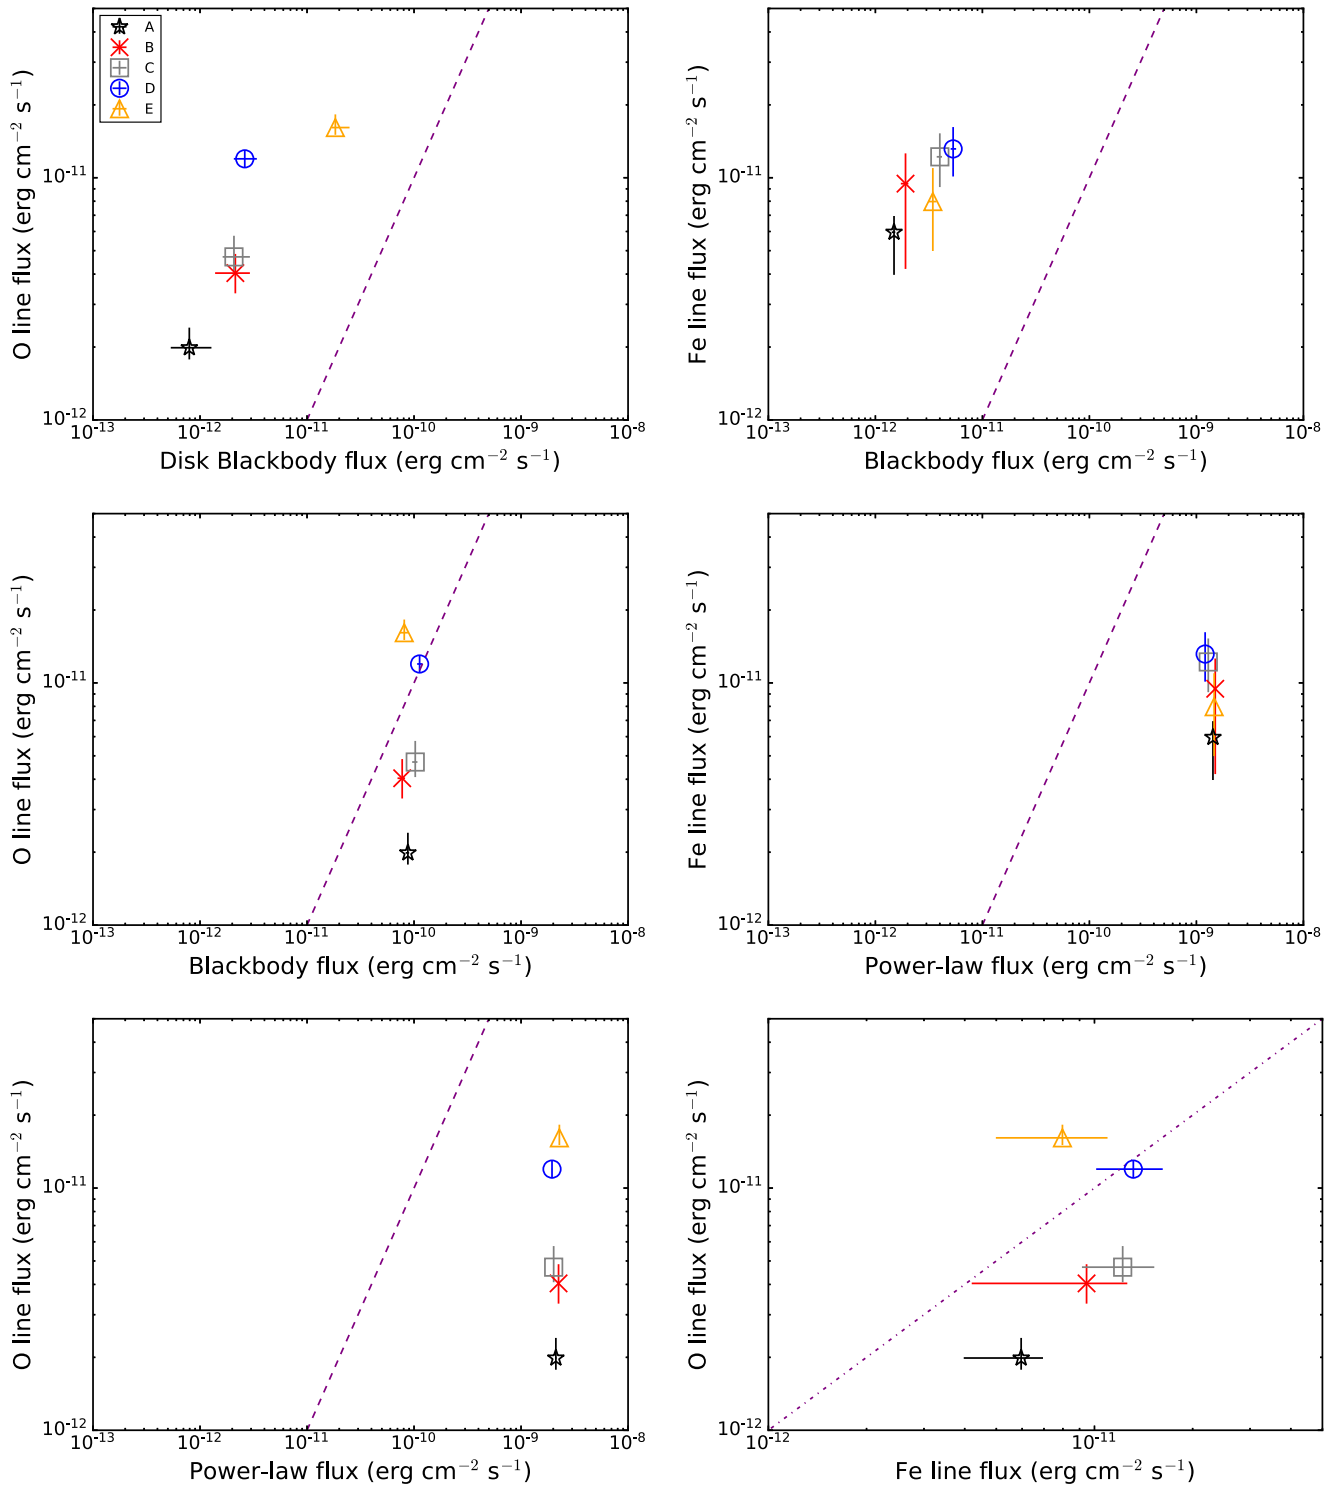 A
B
C
D
E
O line flux (erg cm⁻² s⁻¹)
10⁻¹¹
10⁻¹²
10⁻¹³ 10⁻¹² 10⁻¹¹ 10⁻¹⁰ 10⁻⁹ 10⁻⁸
Disk Blackbody flux (erg cm⁻² s⁻¹)
Fe line flux (erg cm⁻² s⁻¹)
10⁻¹¹
10⁻¹²
10⁻¹³ 10⁻¹² 10⁻¹¹ 10⁻¹⁰ 10⁻⁹ 10⁻⁸
Blackbody flux (erg cm⁻² s⁻¹)
O line flux (erg cm⁻² s⁻¹)
10⁻¹¹
10⁻¹²
10⁻¹³ 10⁻¹² 10⁻¹¹ 10⁻¹⁰ 10⁻⁹ 10⁻⁸
Blackbody flux (erg cm⁻² s⁻¹)
Fe line flux (erg cm⁻² s⁻¹)
10⁻¹¹
10⁻¹²
10⁻¹³ 10⁻¹² 10⁻¹¹ 10⁻¹⁰ 10⁻⁹ 10⁻⁸
Power-law flux (erg cm⁻² s⁻¹)
O line flux (erg cm⁻² s⁻¹)
10⁻¹¹
10⁻¹²
10⁻¹³ 10⁻¹² 10⁻¹¹ 10⁻¹⁰ 10⁻⁹ 10⁻⁸
Power-law flux (erg cm⁻² s⁻¹)
O line flux (erg cm⁻² s⁻¹)
10⁻¹¹
10⁻¹²
10⁻¹² 10⁻¹¹
Fe line flux (erg cm⁻² s⁻¹)